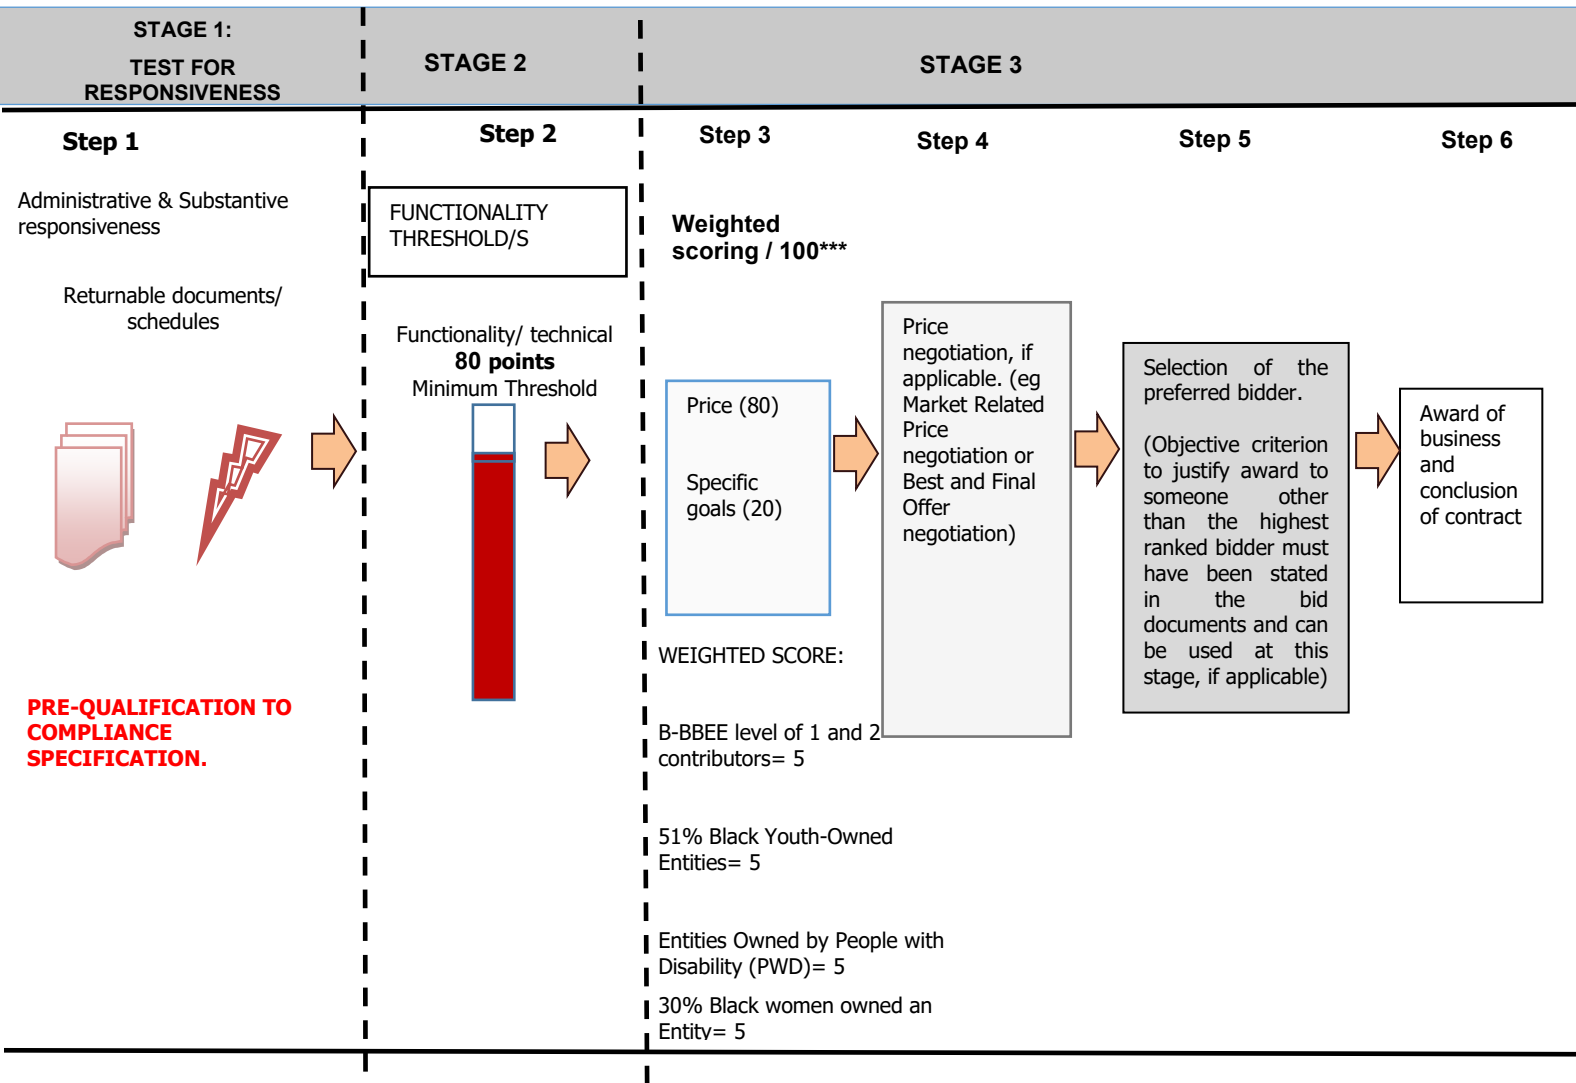 STAGE 1:
TEST FOR
RESPONSIVENESS
STAGE 2
STAGE 3
Step 1
Step 2
Step 3
Step 4
Step 5
Step 6
Administrative & Substantive
responsiveness
Returnable documents/
schedules
PRE-QUALIFICATION TO
COMPLIANCE
SPECIFICATION.
FUNCTIONALITY
THRESHOLD/S
Functionality/ technical
80 points
Minimum Threshold
Weighted
scoring / 100***
Price (80)
Specific
goals (20)
WEIGHTED SCORE:
B-BBEE level of 1 and 2
contributors= 5
51% Black Youth-Owned
Entities= 5
Entities Owned by People with
Disability (PWD)= 5
30% Black women owned an
Entity= 5
Price
negotiation, if
applicable. (eg
Market Related
Price
negotiation or
Best and Final
Offer
negotiation)
Selection of the
preferred bidder.
(Objective criterion
to justify award to
someone other
than the highest
ranked bidder must
have been stated
in the bid
documents and can
be used at this
stage, if applicable)
Award of
business
and
conclusion
of contract